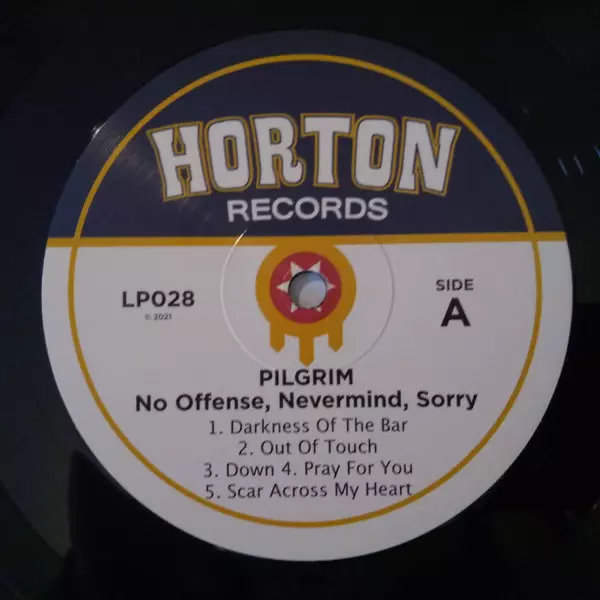 HORTON
RECORDS
LP028
© 2021
SIDE
A
PILGRIM
No Offense, Nevermind, Sorry
1. Darkness Of The Bar
2. Out Of Touch
3. Down 4. Pray For You
5. Scar Across My Heart